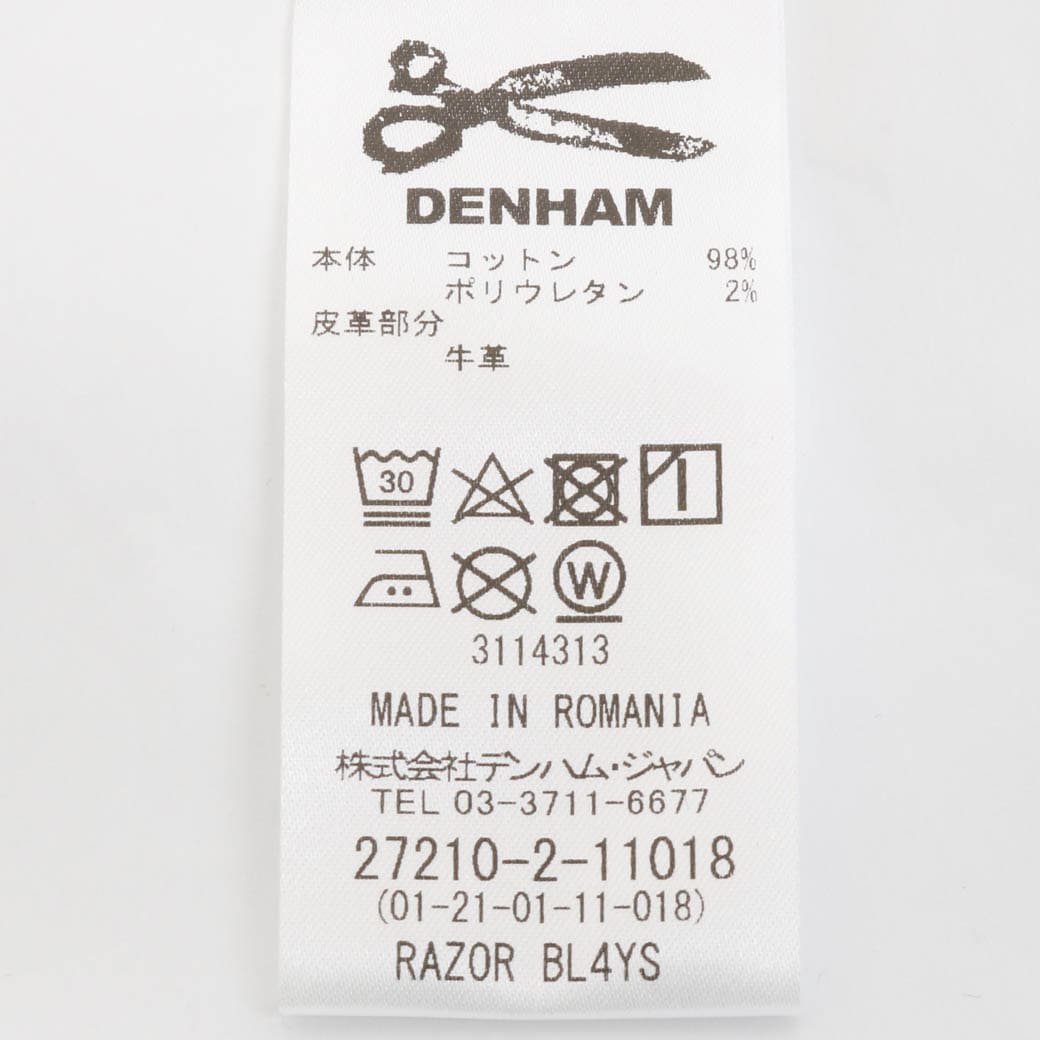 DENHAM
本体 コットン 98%
ポリウレタン 2%
皮革部分
牛革
30
W
3114313
MADE IN ROMANIA
株式会社デンハム・ジャパン
TEL 03-3711-6677
27210-2-11018
(01-21-01-11-018)
RAZOR BL4YS